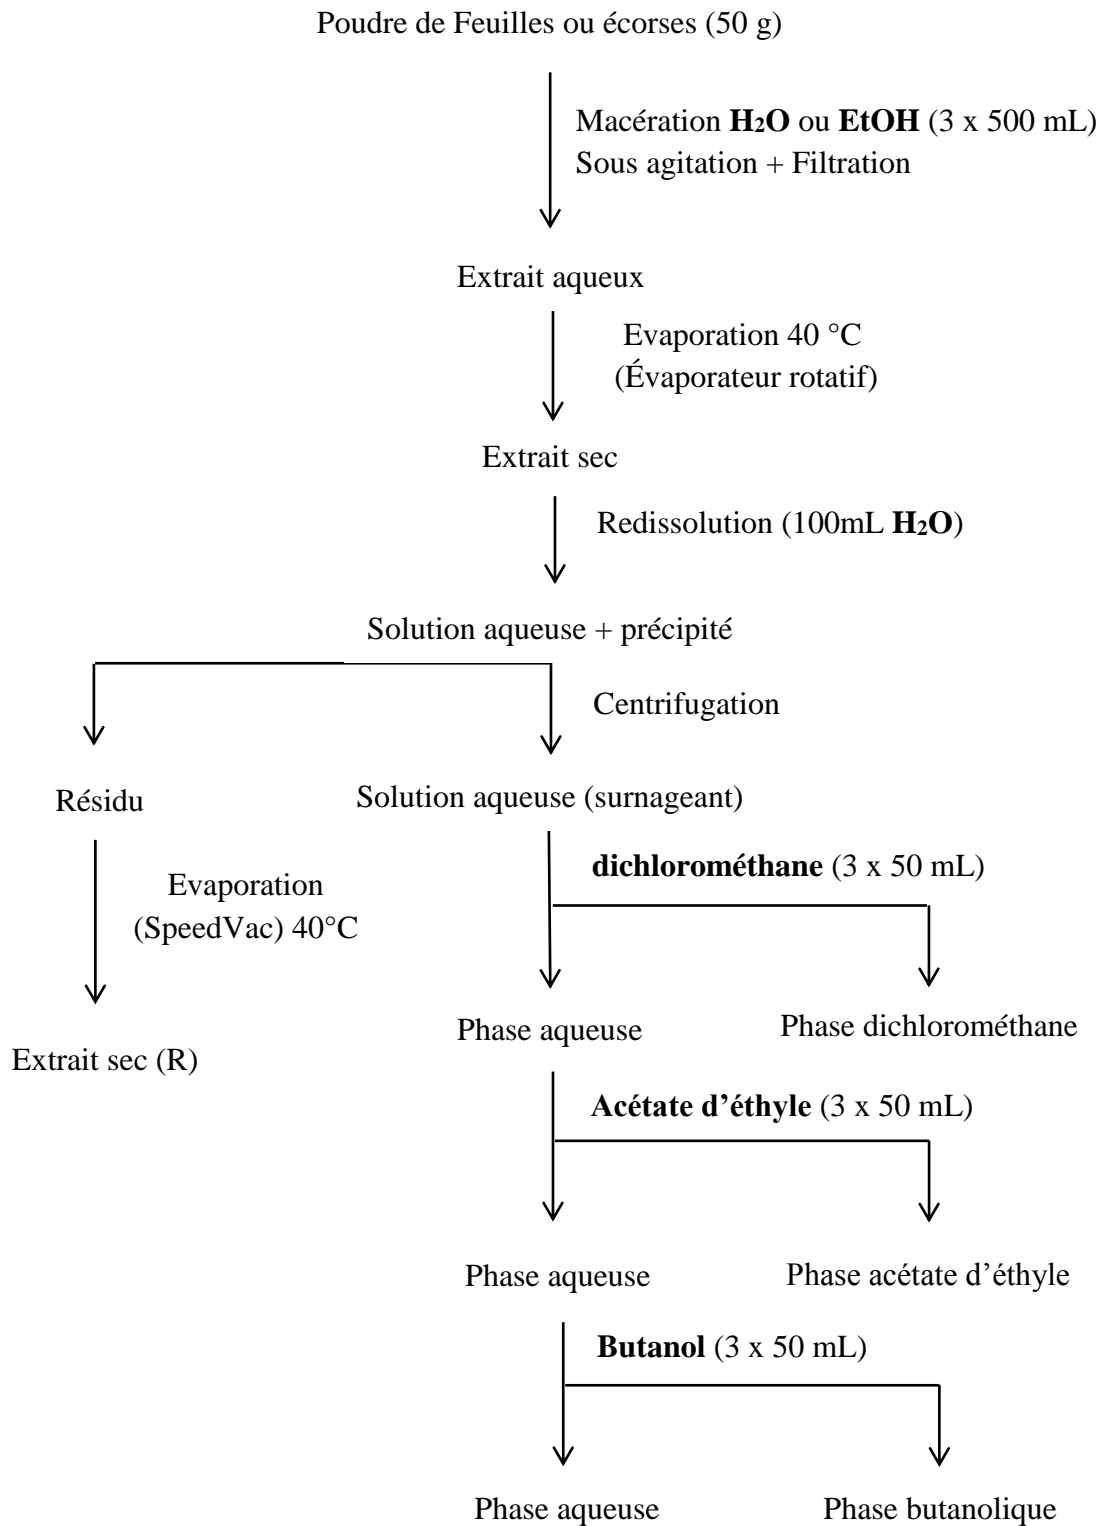 Poudre de Feuilles ou écorses (50 g)
Macération H₂O ou EtOH (3 x 500 mL)
Sous agitation + Filtration
Extrait aqueux
Evaporation 40 °C
(Évaporateur rotatif)
Extrait sec
Redissolution (100mL H₂O)
Solution aqueuse + précipité
Centrifugation
Résidu
Solution aqueuse (surnageant)
dichlorométhane (3 x 50 mL)
Evaporation
(SpeedVac) 40°C
Phase aqueuse
Phase dichlorométhane
Extrait sec (R)
Acétate d’éthyle (3 x 50 mL)
Phase aqueuse
Phase acétate d’éthyle
Butanol (3 x 50 mL)
Phase aqueuse
Phase butanolique